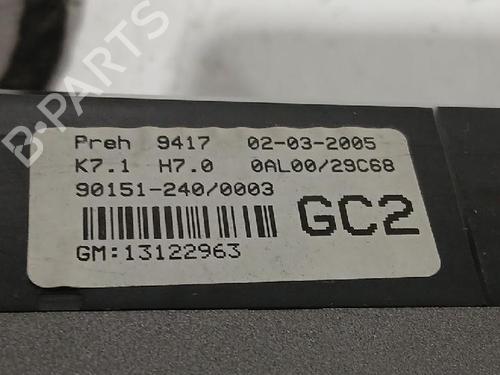 B-PARTS
Preh 9417 02-03-2005
K7.1 H7.0 0AL00/29C68
90151-240/0003
GC2
GM:13122963